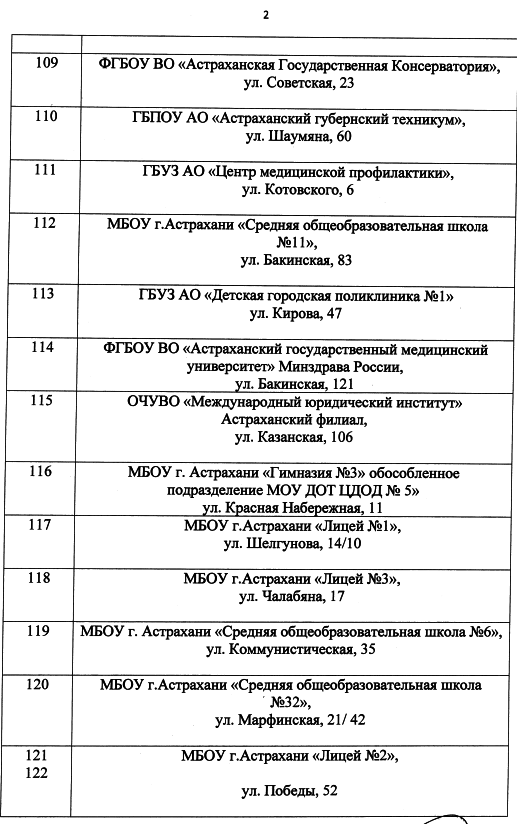 2
109 ФГБОУ ВО «Астраханская Государственная Консерватория»,
ул. Советская, 23
110 ГБПОУ АО «Астраханский губернский техникум»,
ул. Шаумяна, 60
111 ГБУЗ АО «Центр медицинской профилактики»,
ул. Котовского, 6
112 МБОУ г.Астрахани «Средняя общеобразовательная школа
№11»,
ул. Бакинская, 83
113 ГБУЗ АО «Детская городская поликлиника №1»
ул. Кирова, 47
114 ФГБОУ ВО «Астраханский государственный медицинский
университет» Минздрава России,
ул. Бакинская, 121
115 ОЧУВО «Международный юридический институт»
Астраханский филиал,
ул. Казанская, 106
116 МБОУ г. Астрахани «Гимназия №3» обособленное
подразделение МОУ ДОТ ЦДОД № 5»
ул. Красная Набережная, 11
117 МБОУ г.Астрахани «Лицей №1»,
ул. Шелгунова, 14/10
118 МБОУ г.Астрахани «Лицей №3»,
ул. Чалабяна, 17
119 МБОУ г. Астрахани «Средняя общеобразовательная школа №6»,
ул. Коммунистическая, 35
120 МБОУ г.Астрахани «Средняя общеобразовательная школа
№32»,
ул. Марфинская, 21/ 42
121 МБОУ г.Астрахани «Лицей №2»,
122
ул. Победы, 52